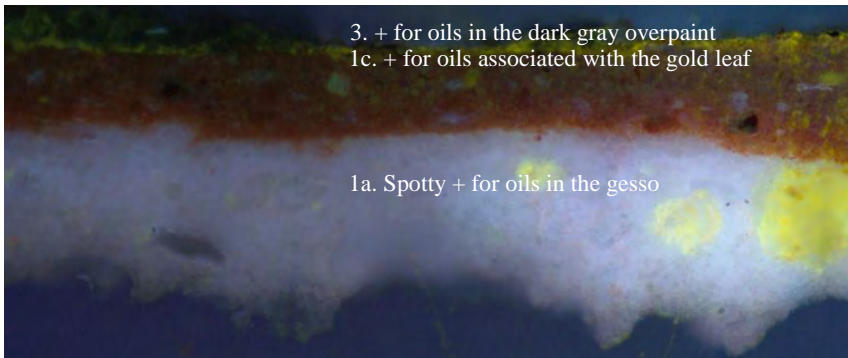 3. + for oils in the dark gray overpaint
1c. + for oils associated with the gold leaf
1a. Spotty + for oils in the gesso